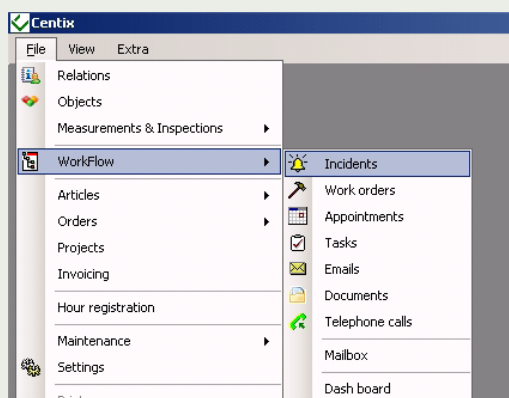 Centix
File View Extra
Relations
Objects
Measurements & Inspections
WorkFlow
Incidents
Articles
Work orders
Orders
Appointments
Projects
Tasks
Invoicing
Emails
Hour registration
Documents
Telephone calls
Maintenance
Mailbox
Settings
Dash board